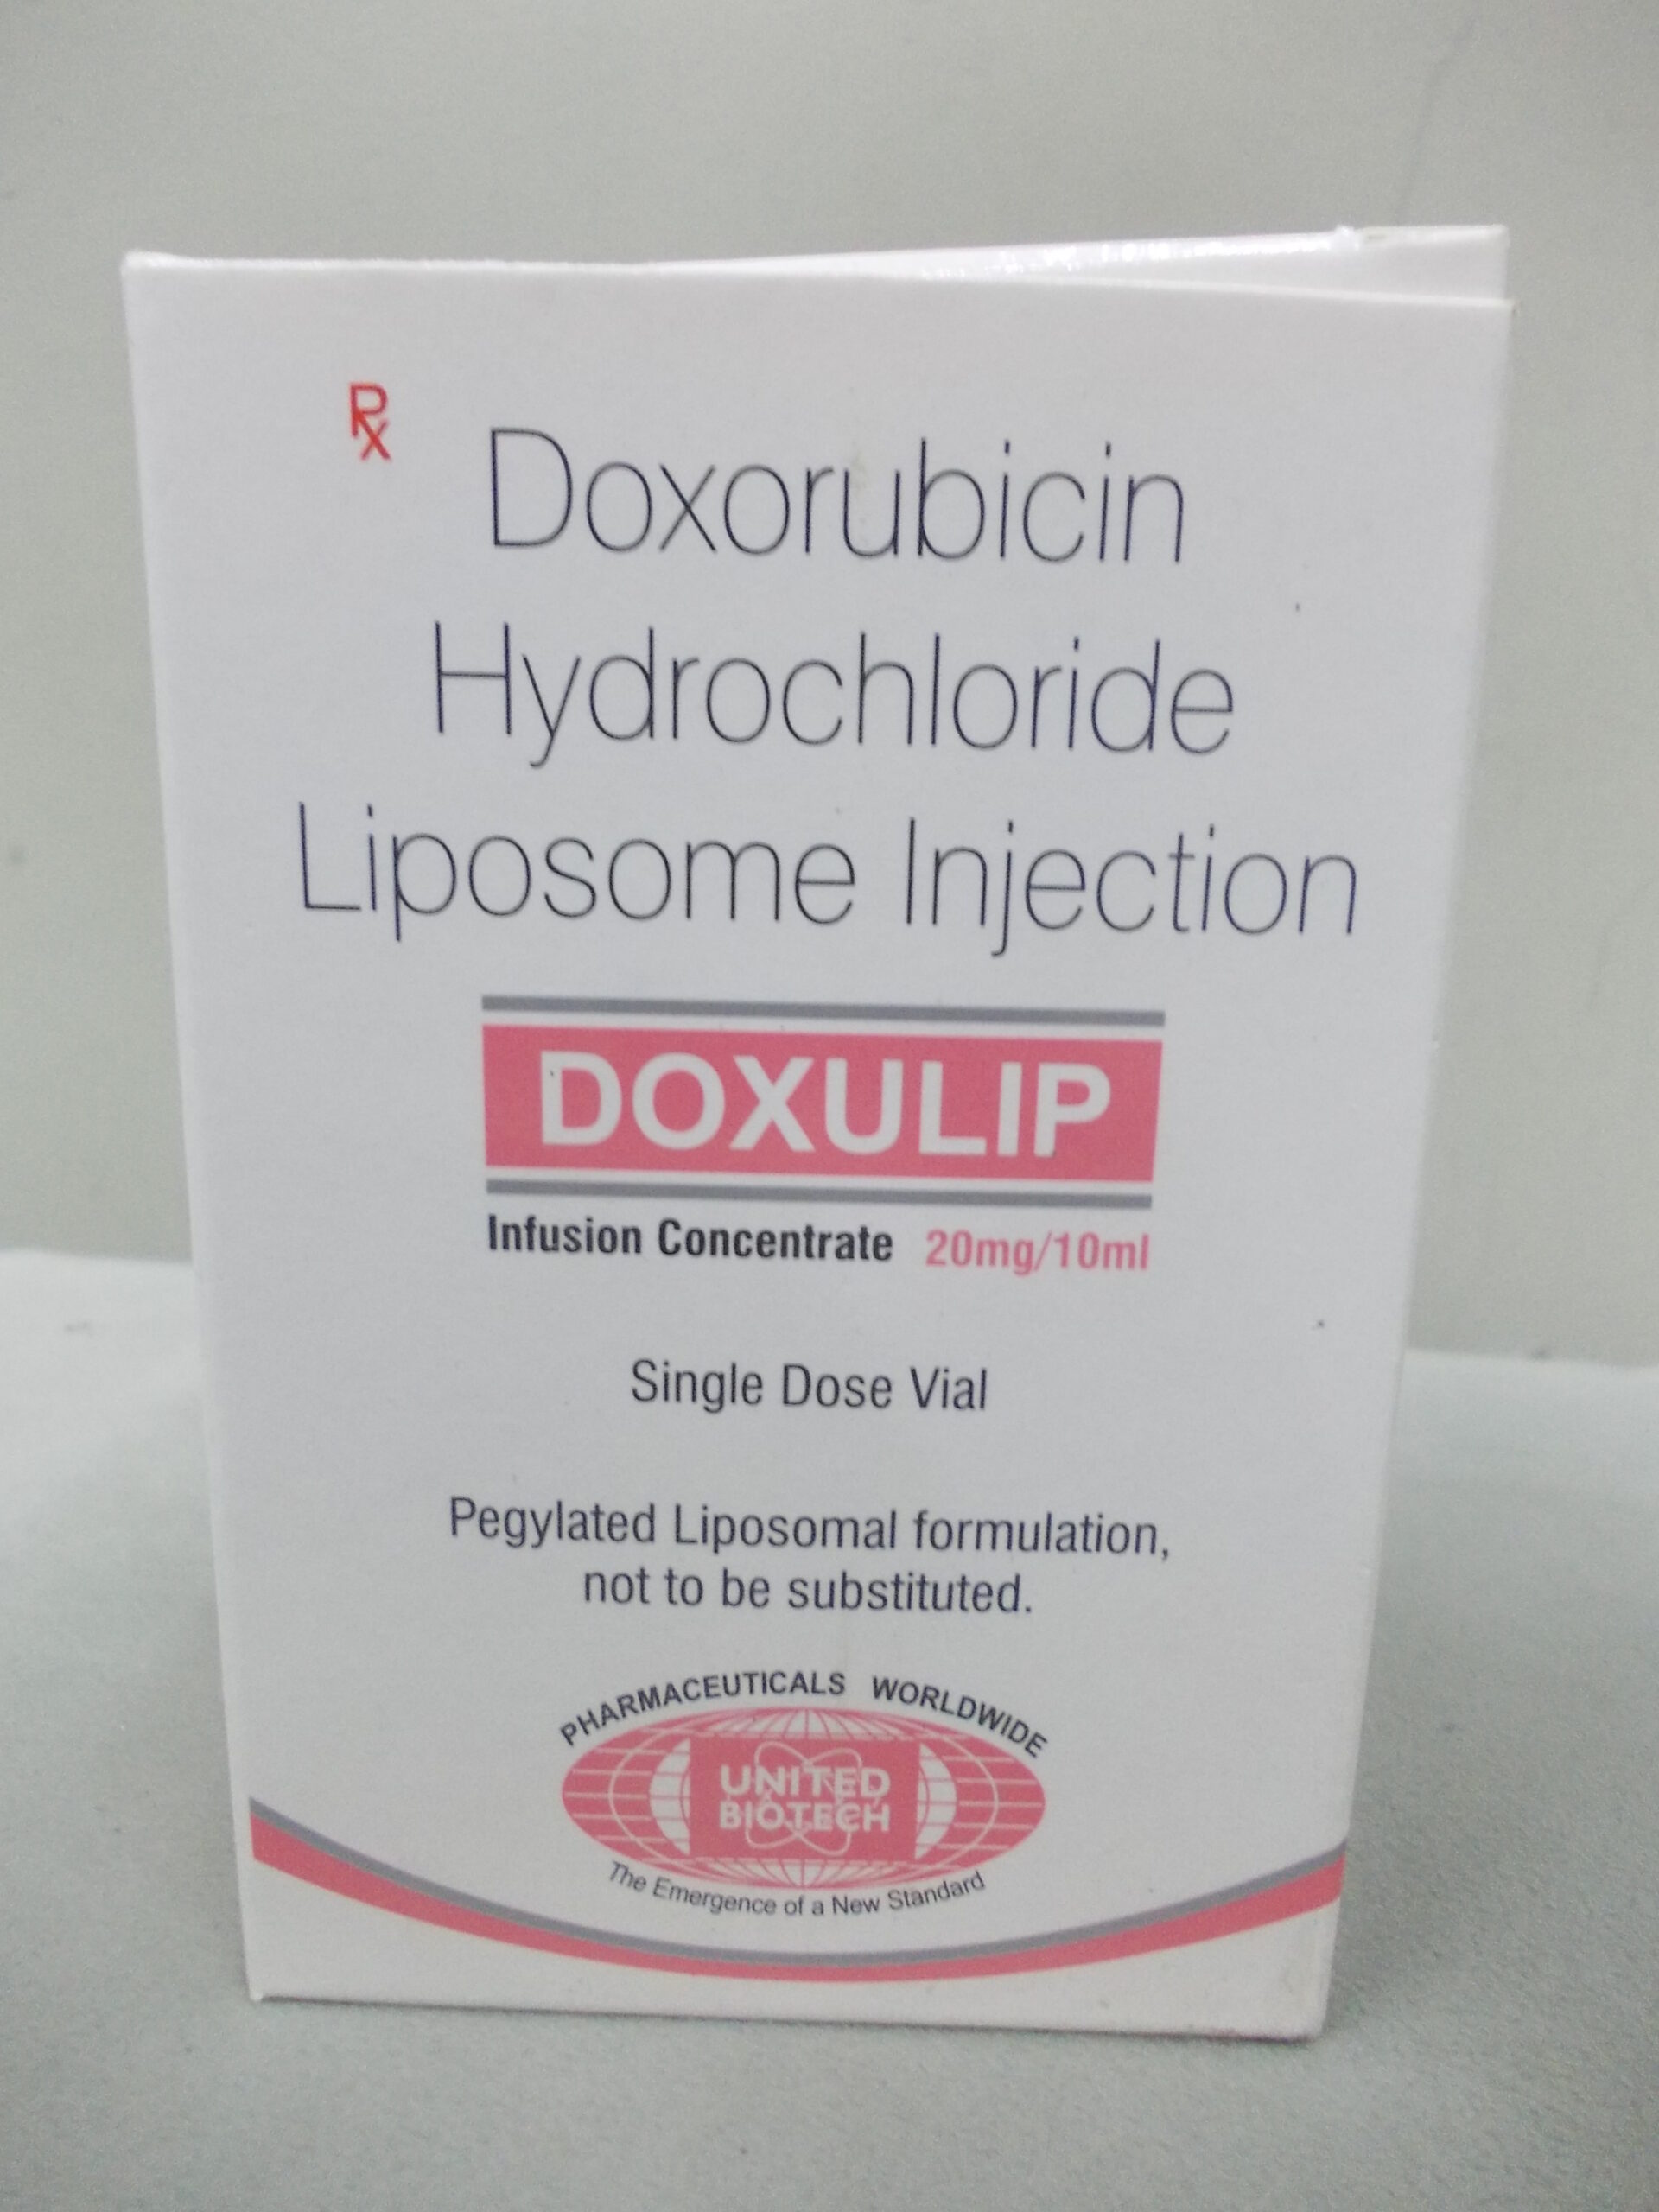 Rx
Doxorubicin
Hydrochloride
Liposome Injection
DOXULIP
Infusion Concentrate 20mg/10ml
Single Dose Vial
Pegylated Liposomal formulation,
not to be substituted.
PHARMACEUTICALS WORLDWIDE
UNITED
BIOTECH
The Emergence of a New Standard